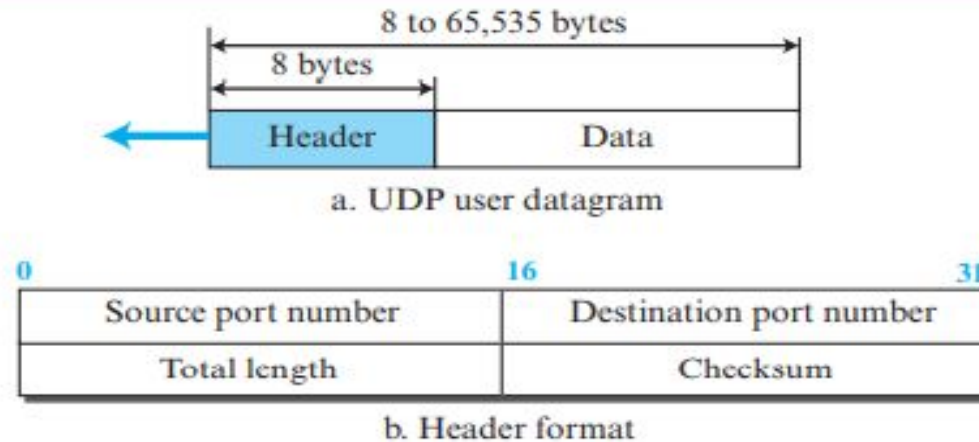 8 to 65,535 bytes
8 bytes
Header Data
a. UDP user datagram
0 16 31
Source port number Destination port number
Total length Checksum
b. Header format